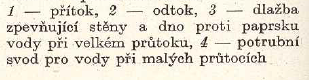 1 — přítok, 2 — odtok, 3 — dlažba
zpevňující stěny a dno proti paprsku
vody při velkém průtoku, 4 — potrubní
svod pro vody při malých průtocích